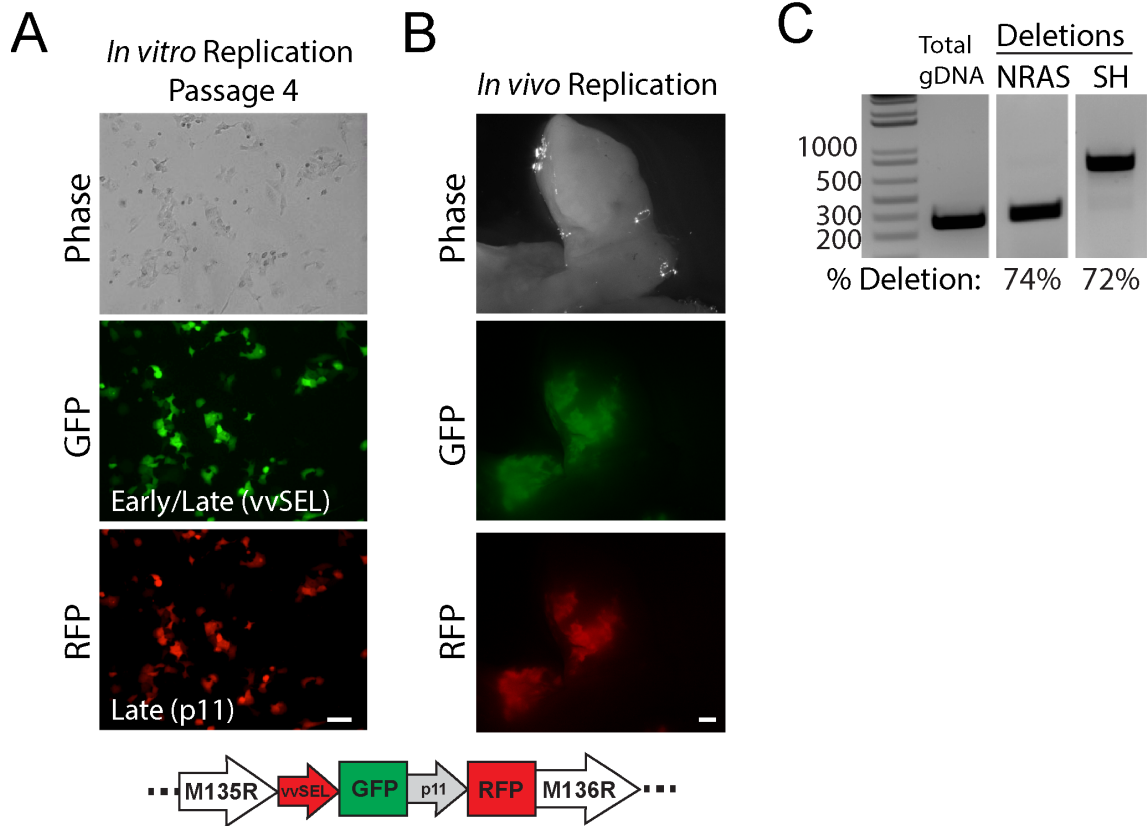 A
In vitro Replication
Passage 4
Phase
GFP
Early/Late (vvSEL)
RFP
Late (p11)
B
In vivo Replication
Phase
GFP
RFP
M135R vvSEL GFP p11 RFP M136R
C
Total
gDNA
Deletions
NRAS SH
1000
500
300
200
% Deletion: 74% 72%